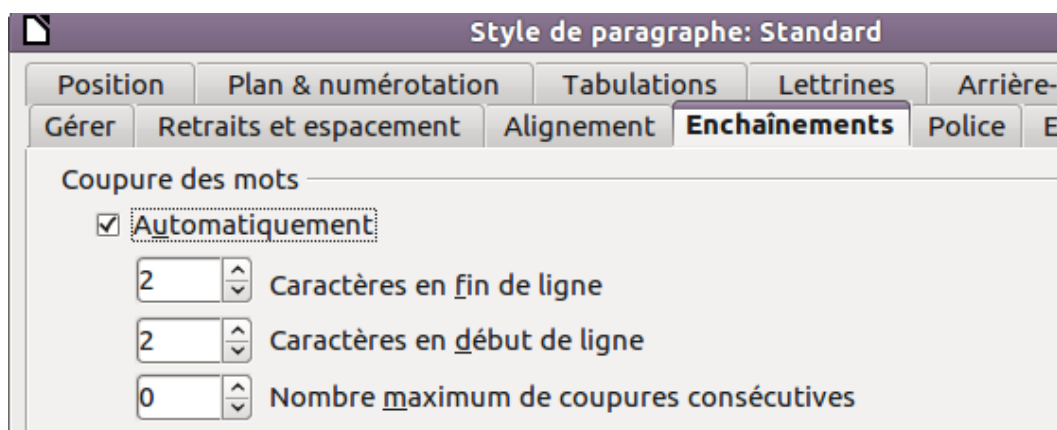 Style de paragraphe: Standard
Position Plan & numérotation Tabulations Lettrines Arrière-
Gérer Retraits et espacement Alignement Enchaînements Police E
Coupure des mots
Automatiquement
2 Caractères en fin de ligne
2 Caractères en début de ligne
0 Nombre maximum de coupures consécutives